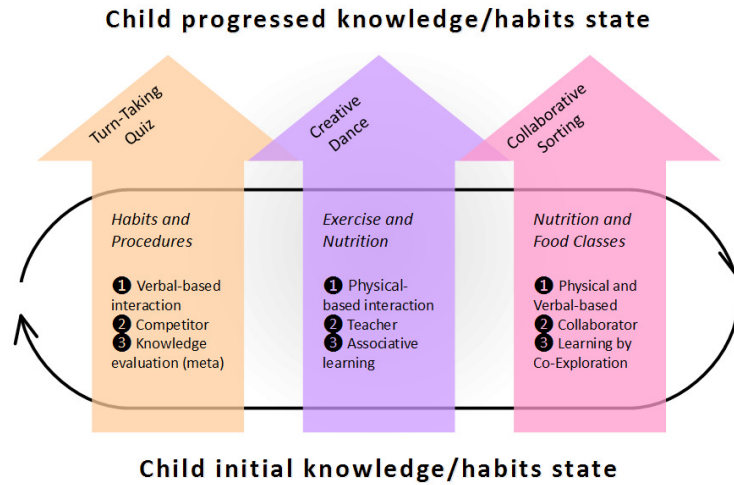 Child progressed knowledge/habits state
Turn-Taking
Quiz
Creative
Dance
Collaborative
Sorting
Habits and
Procedures
❶ Verbal-based
interaction
❷ Competitor
❸ Knowledge
evaluation (meta)
Exercise and
Nutrition
❶ Physical-
based interaction
❷ Teacher
❸ Associative
learning
Nutrition and
Food Classes
❶ Physical and
Verbal-based
❷ Collaborator
❸ Learning by
Co-Exploration
Child initial knowledge/habits state